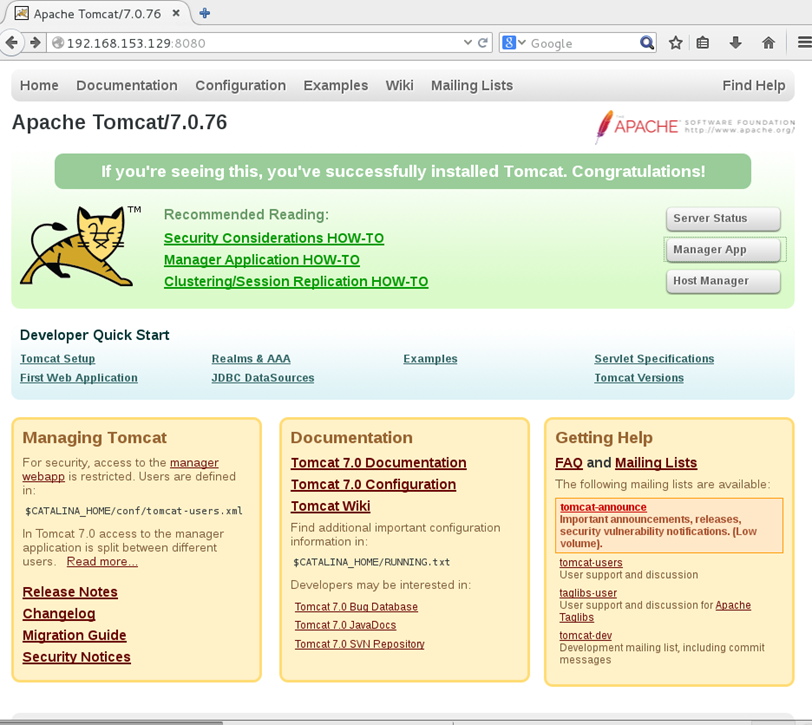 Apache Tomcat/7.0.76
192.168.153.129:8080
Google
Home Documentation Configuration Examples Wiki Mailing Lists Find Help
Apache Tomcat/7.0.76
APACHE SOFTWARE FOUNDATION
http://www.apache.org/
If you're seeing this, you've successfully installed Tomcat. Congratulations!
TM
Recommended Reading:
Security Considerations HOW-TO
Manager Application HOW-TO
Clustering/Session Replication HOW-TO
Server Status
Manager App
Host Manager
Developer Quick Start
Tomcat Setup
First Web Application
Realms & AAA
JDBC DataSources
Examples
Servlet Specifications
Tomcat Versions
Managing Tomcat
For security, access to the manager
webapp is restricted. Users are defined
in:
$CATALINA_HOME/conf/tomcat-users.xml
In Tomcat 7.0 access to the manager
application is split between different
users. Read more...
Release Notes
Changelog
Migration Guide
Security Notices
Documentation
Tomcat 7.0 Documentation
Tomcat 7.0 Configuration
Tomcat Wiki
Find additional important configuration
information in:
$CATALINA_HOME/RUNNING.txt
Developers may be interested in:
Tomcat 7.0 Bug Database
Tomcat 7.0 JavaDocs
Tomcat 7.0 SVN Repository
Getting Help
FAQ and Mailing Lists
The following mailing lists are available:
tomcat-announce
Important announcements, releases,
security vulnerability notifications. (Low
volume).
tomcat-users
User support and discussion
taglibs-user
User support and discussion for Apache
Taglibs
tomcat-dev
Development mailing list, including commit
messages